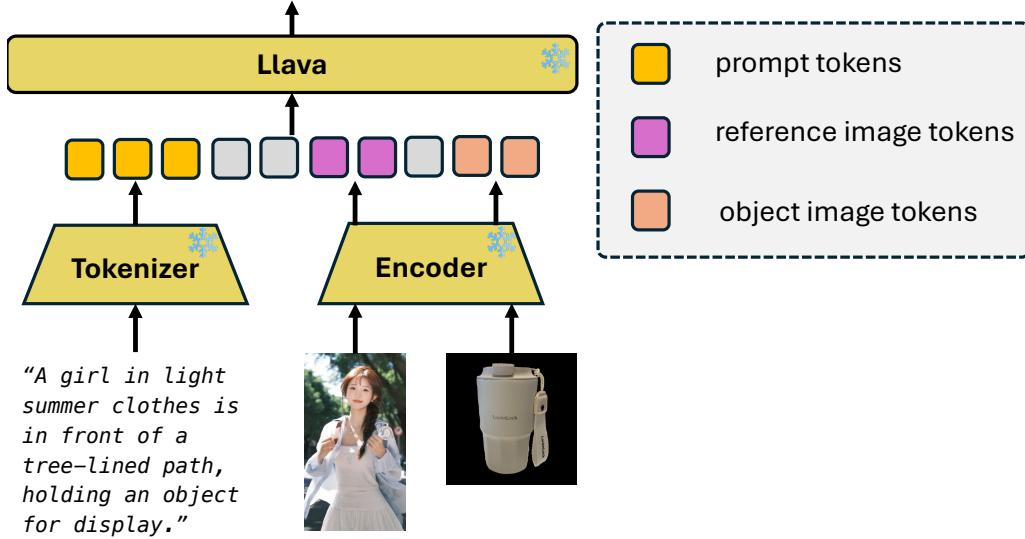 Llava
prompt tokens
reference image tokens
object image tokens
Tokenizer
Encoder
“A girl in light
summer clothes is
in front of a
tree–lined path,
holding an object
for display.”
LocknLock